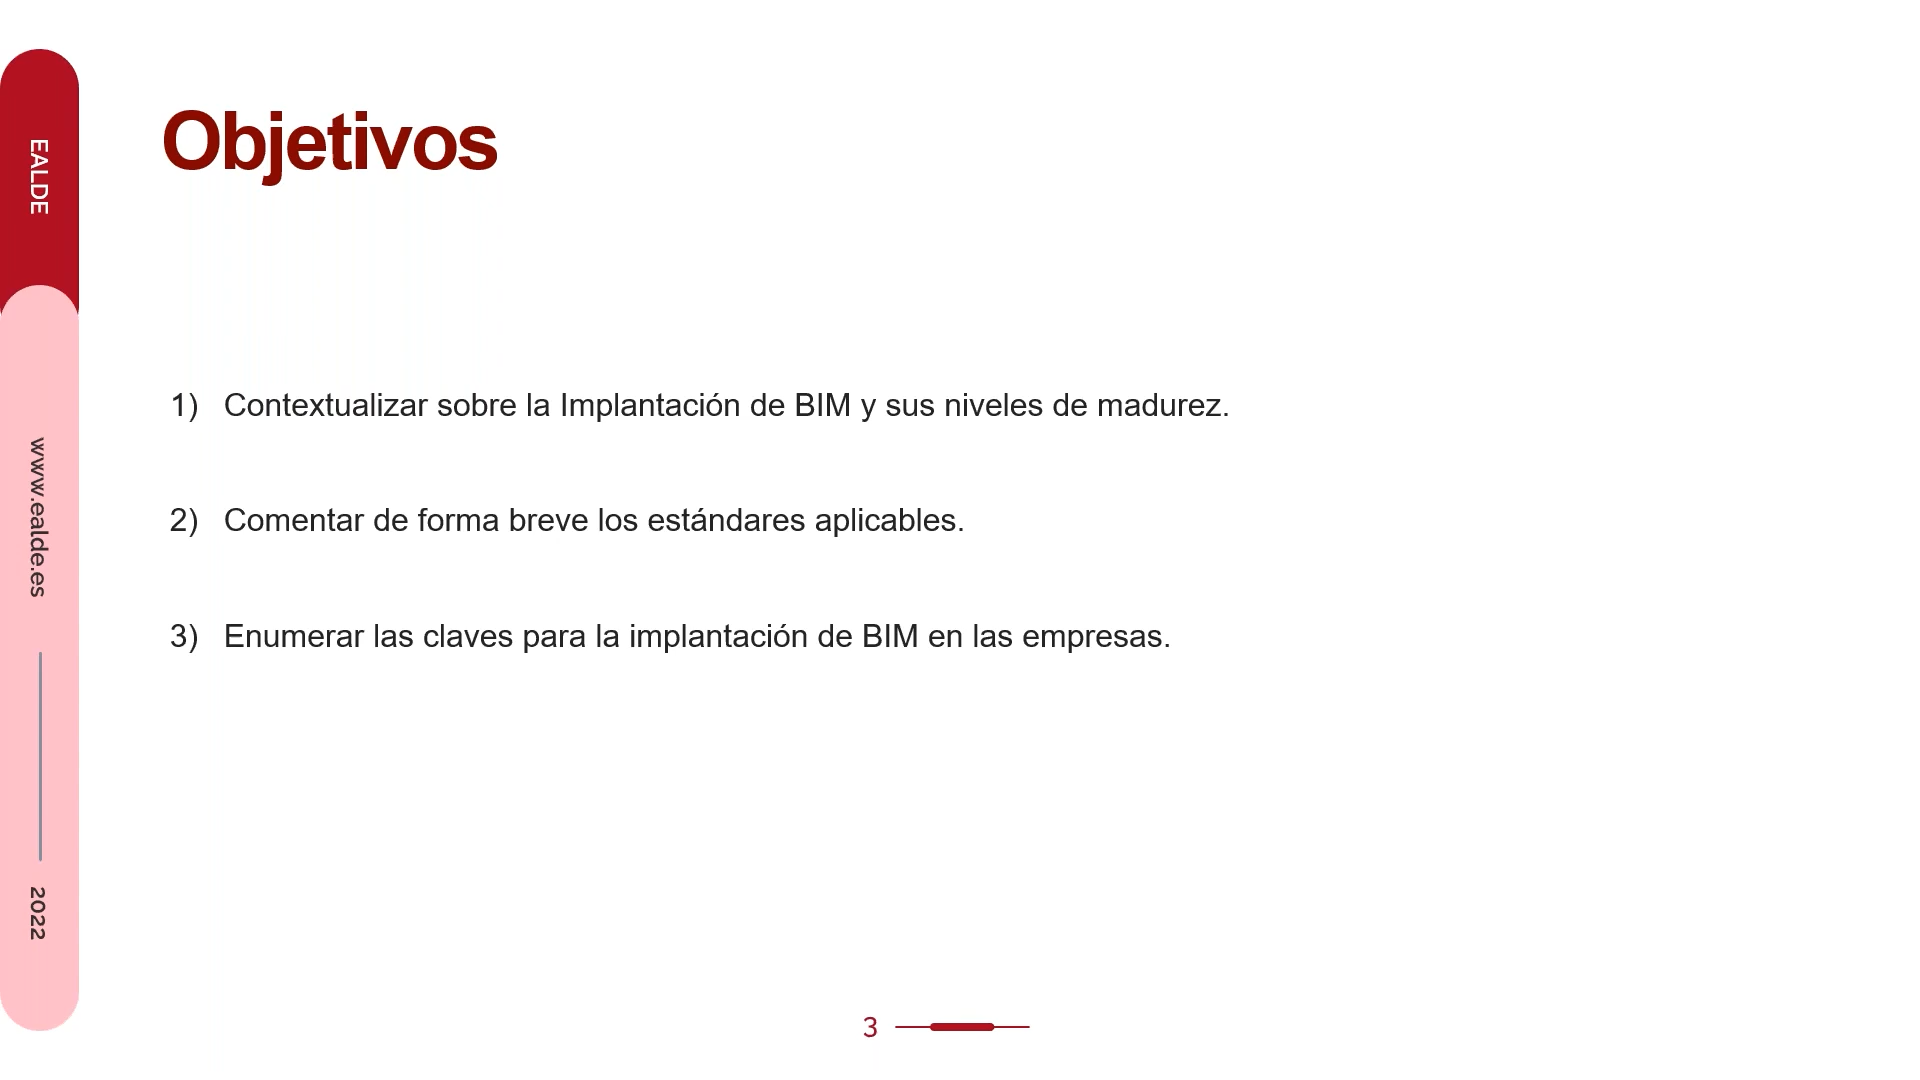 EALDE
www.ealde.es
2022
Objetivos
1) Contextualizar sobre la Implantación de BIM y sus niveles de madurez.
2) Comentar de forma breve los estándares aplicables.
3) Enumerar las claves para la implantación de BIM en las empresas.
3